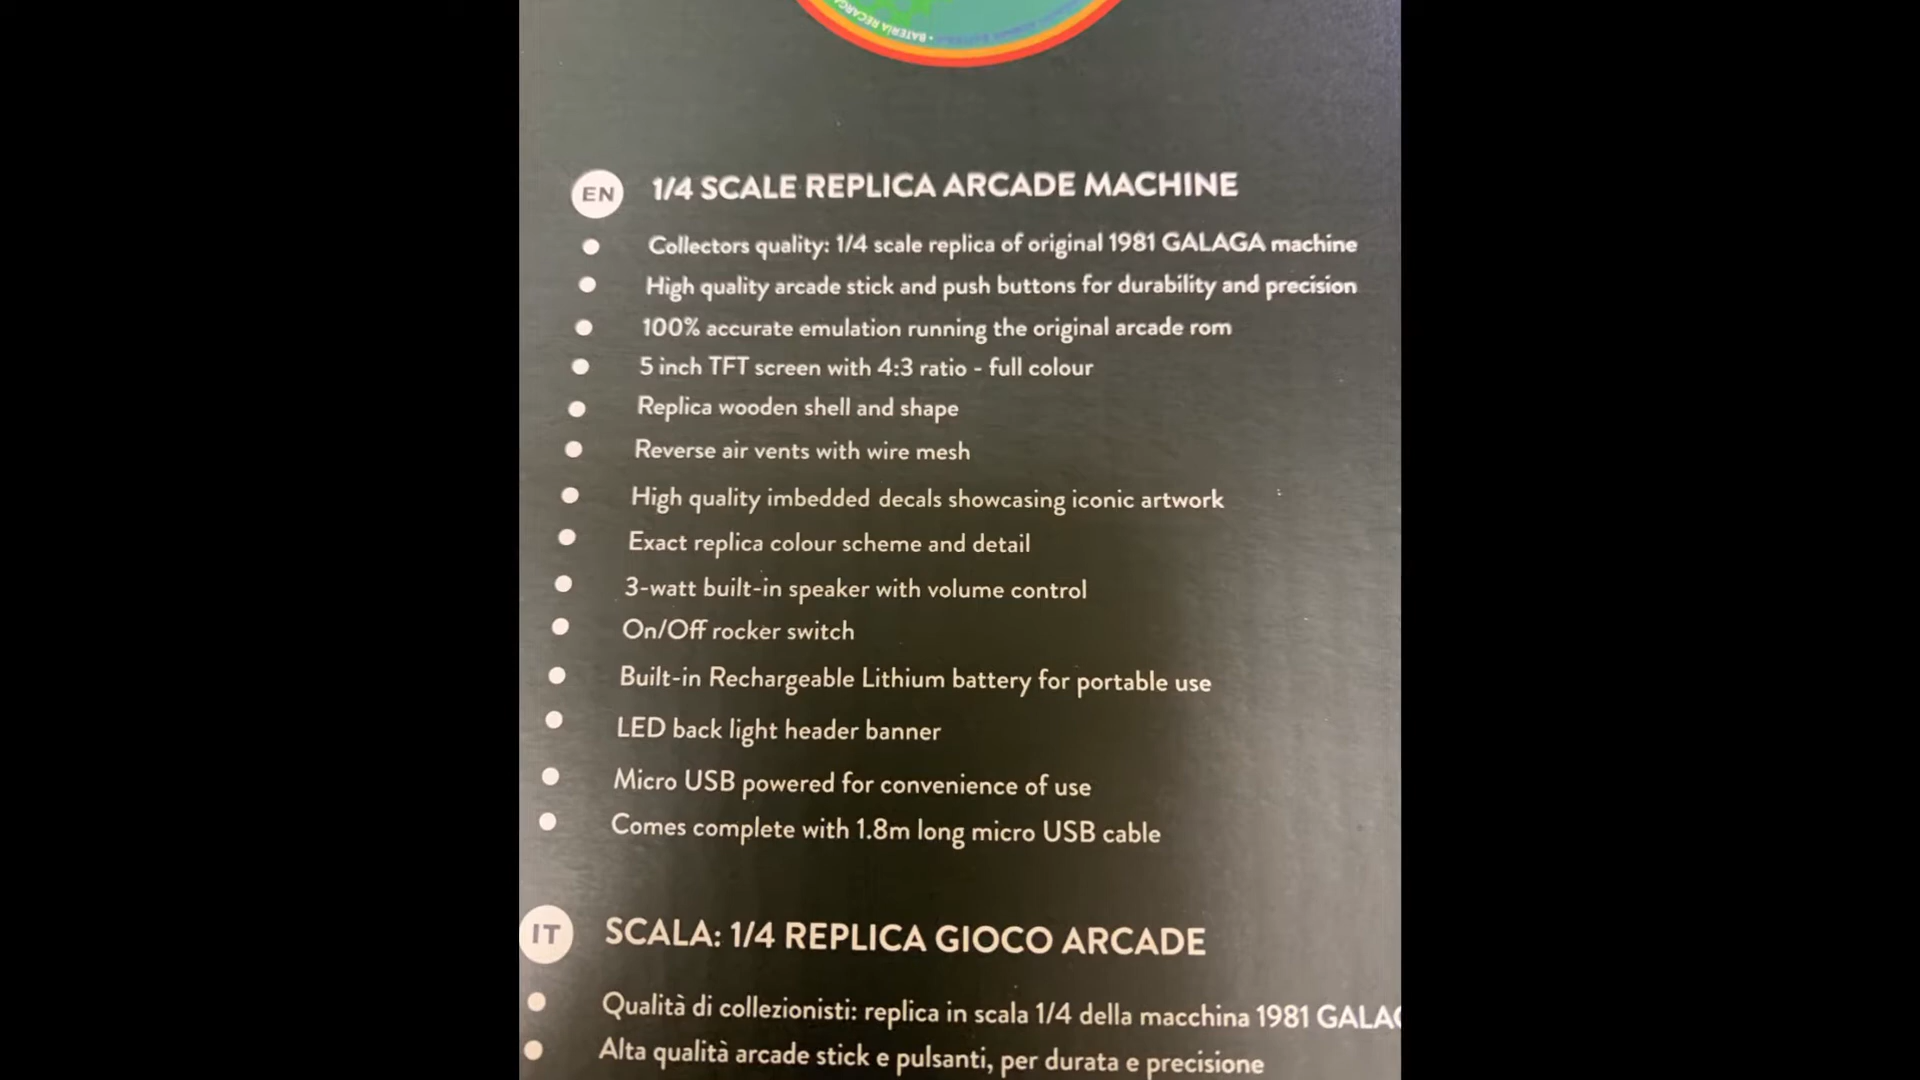 BATERÍA RECARGA
EN
1/4 SCALE REPLICA ARCADE MACHINE
Collectors quality: 1/4 scale replica of original 1981 GALAGA machine
High quality arcade stick and push buttons for durability and precision
100% accurate emulation running the original arcade rom
5 inch TFT screen with 4:3 ratio - full colour
Replica wooden shell and shape
Reverse air vents with wire mesh
High quality imbedded decals showcasing iconic artwork
Exact replica colour scheme and detail
3-watt built-in speaker with volume control
On/Off rocker switch
Built-in Rechargeable Lithium battery for portable use
LED back light header banner
Micro USB powered for convenience of use
Comes complete with 1.8m long micro USB cable
IT
SCALA: 1/4 REPLICA GIOCO ARCADE
Qualità di collezionisti: replica in scala 1/4 della macchina 1981 GALAG
Alta qualità arcade stick e pulsanti, per durata e precisione